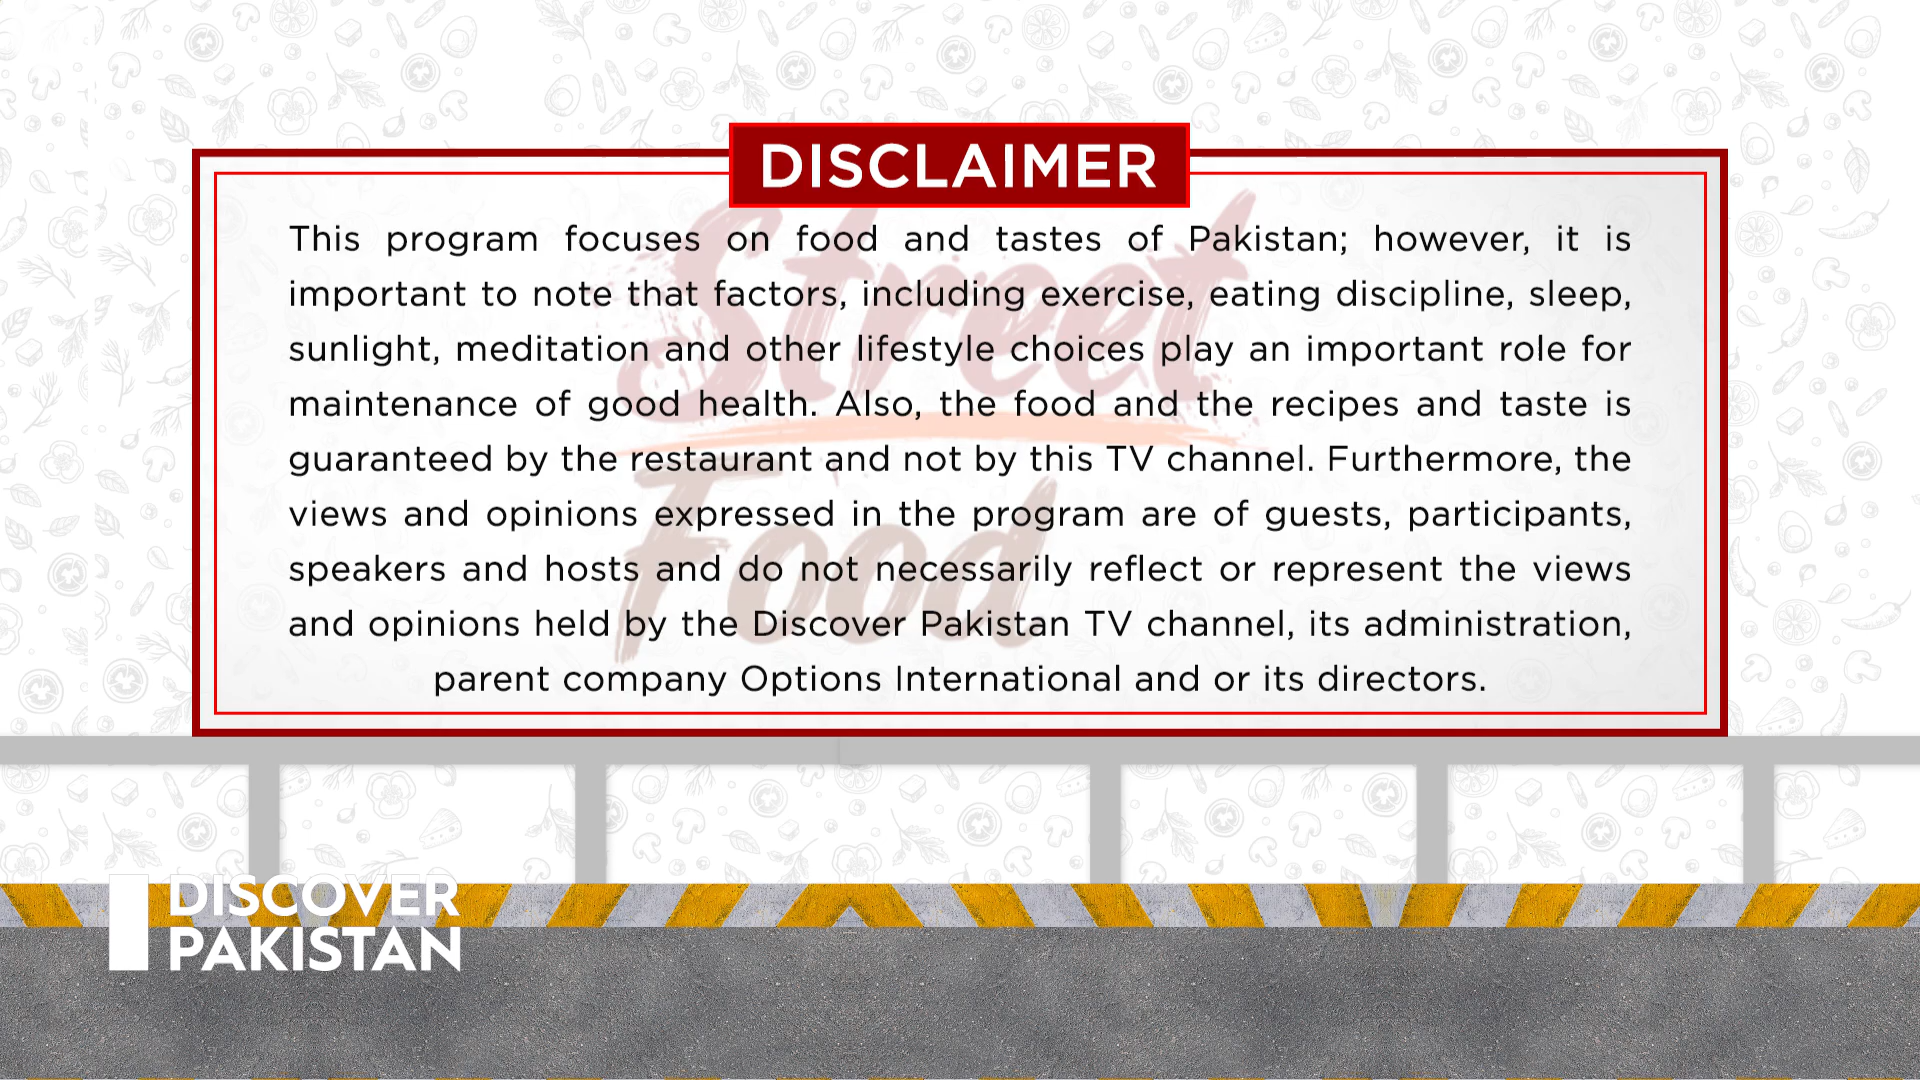 DISCLAIMER
This program focuses on food and tastes of Pakistan; however, it is
important to note that factors, including exercise, eating discipline, sleep,
sunlight, meditation and other lifestyle choices play an important role for
maintenance of good health. Also, the food and the recipes and taste is
guaranteed by the restaurant and not by this TV channel. Furthermore, the
views and opinions expressed in the program are of guests, participants,
speakers and hosts and do not necessarily reflect or represent the views
and opinions held by the Discover Pakistan TV channel, its administration,
parent company Options International and or its directors.
Street
Food
DISCOVER
PAKISTAN